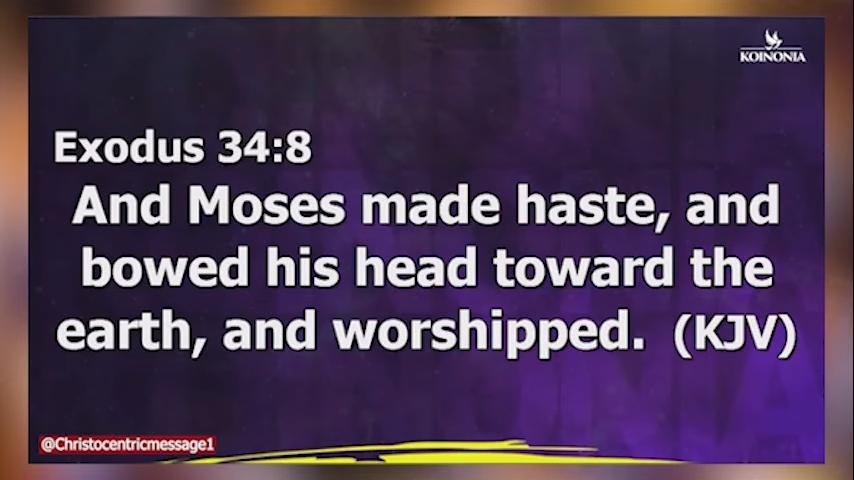 KOINONIA
Exodus 34:8
And Moses made haste, and
bowed his head toward the
earth, and worshipped. (KJV)
@Christocentricmessage1